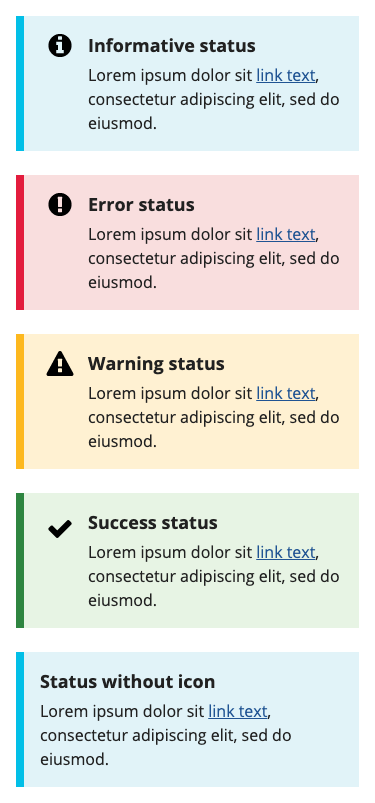 Informative status
Lorem ipsum dolor sit link text,
consectetur adipiscing elit, sed do
eiusmod.
Error status
Lorem ipsum dolor sit link text,
consectetur adipiscing elit, sed do
eiusmod.
Warning status
Lorem ipsum dolor sit link text,
consectetur adipiscing elit, sed do
eiusmod.
Success status
Lorem ipsum dolor sit link text,
consectetur adipiscing elit, sed do
eiusmod.
Status without icon
Lorem ipsum dolor sit link text,
consectetur adipiscing elit, sed do
eiusmod.